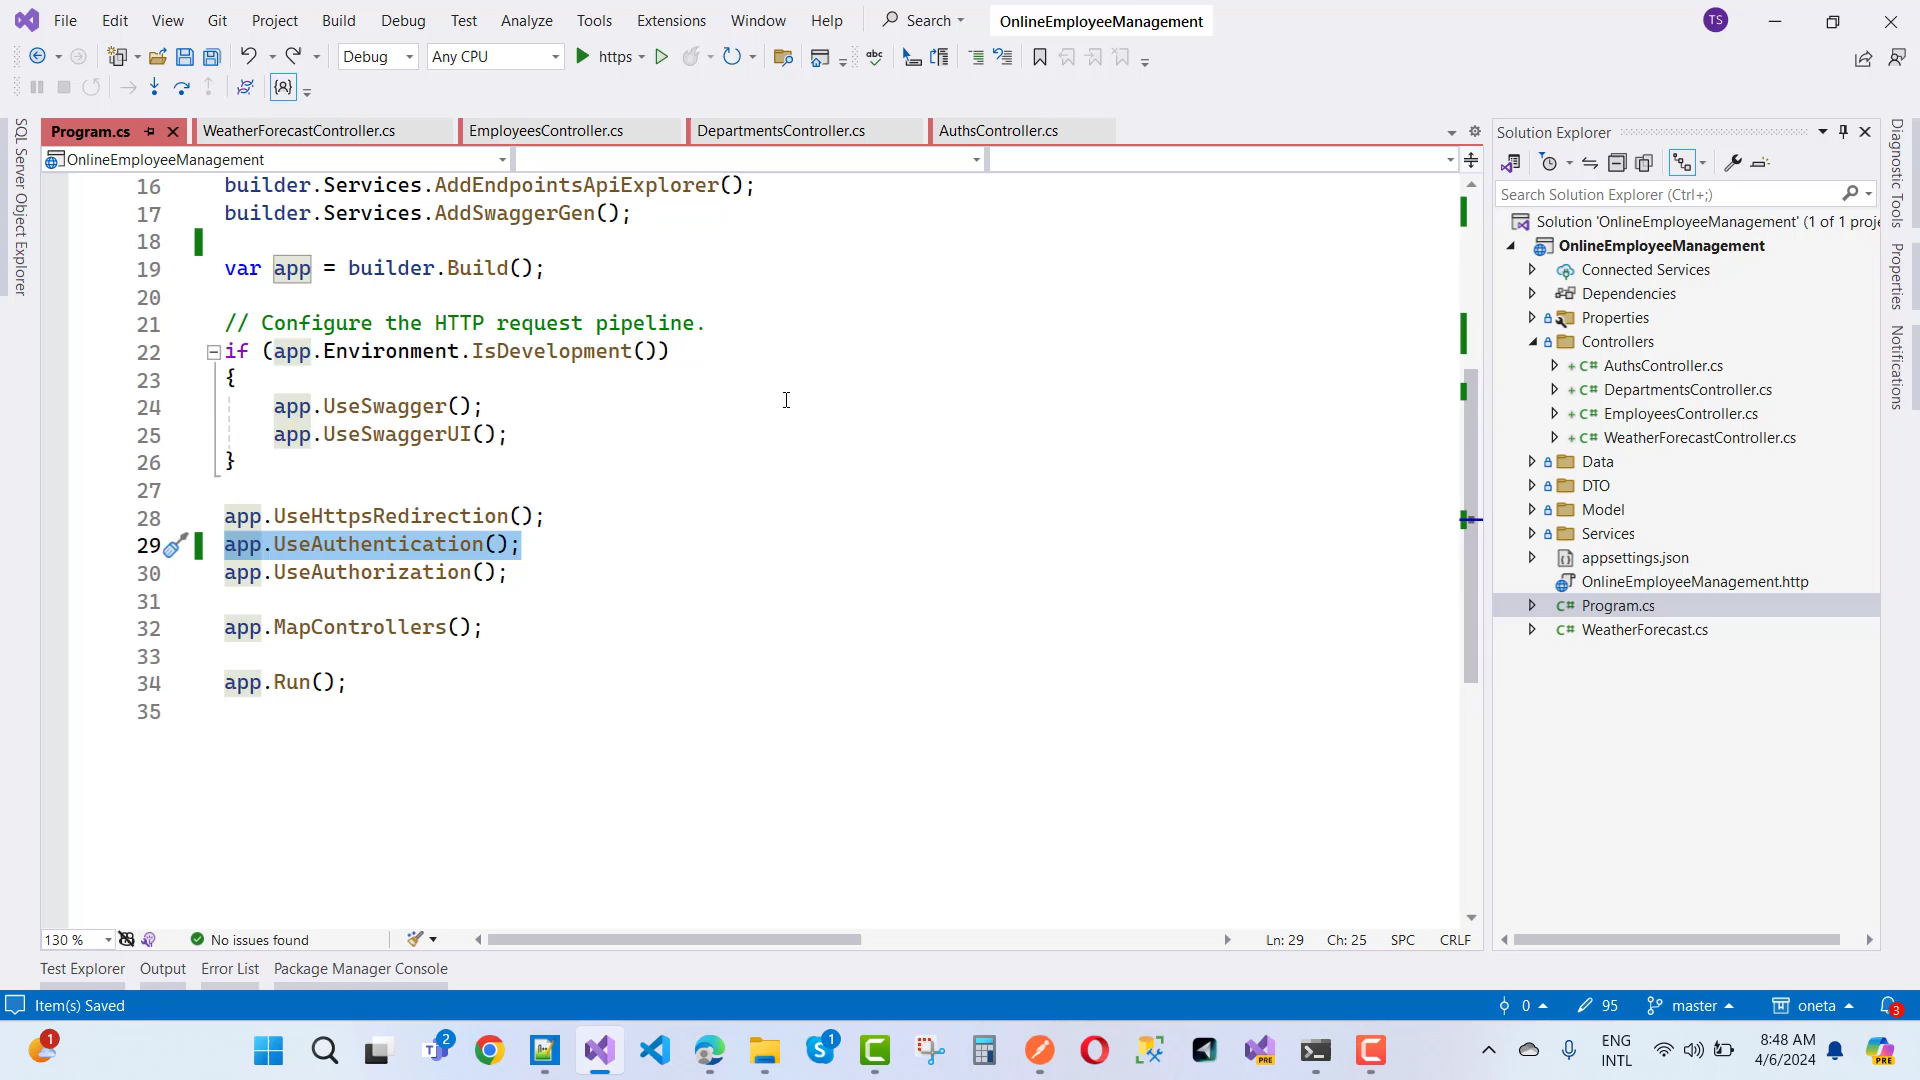 File Edit View Git Project Build Debug Test Analyze Tools Extensions Window Help Search OnlineEmployeeManagement TS
Debug Any CPU https
Program.cs WeatherForecastController.cs EmployeesController.cs DepartmentsController.cs AuthsController.cs
OnlineEmployeeManagement
16 builder.Services.AddEndpointsApiExplorer();
17 builder.Services.AddSwaggerGen();
18
19 var app = builder.Build();
20
21 // Configure the HTTP request pipeline.
22 if (app.Environment.IsDevelopment())
23 {
24 app.UseSwagger();
25 app.UseSwaggerUI();
26 }
27
28 app.UseHttpsRedirection();
29 app.UseAuthentication();
30 app.UseAuthorization();
31
32 app.MapControllers();
33
34 app.Run();
35
130 % No issues found Ln: 29 Ch: 25 SPC CRLF
SQL Server Object Explorer
Solution Explorer
Search Solution Explorer (Ctrl+;)
Solution 'OnlineEmployeeManagement' (1 of 1 proje
OnlineEmployeeManagement
Connected Services
Dependencies
Properties
Controllers
C# AuthsController.cs
C# DepartmentsController.cs
C# EmployeesController.cs
C# WeatherForecastController.cs
Data
DTO
Model
Services
appsettings.json
OnlineEmployeeManagement.http
C# Program.cs
C# WeatherForecast.cs
Diagnostic Tools
Properties
Notifications
Test Explorer Output Error List Package Manager Console
Item(s) Saved 0 95 master oneta 3
1 2 1 PRE ENG 8:48 AM PRE
INTL 4/6/2024